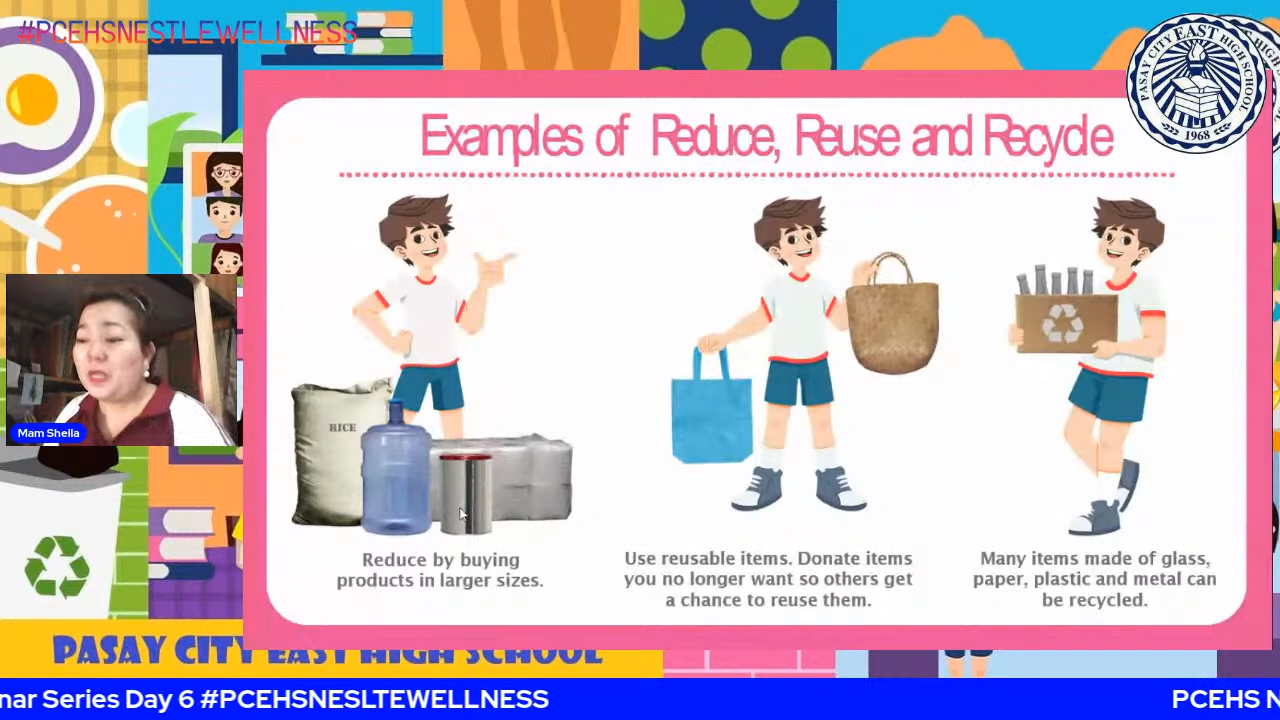 #PCEHSNESTLEWELLNESS
PASAY CITY EAST HIGH SCHOOL
1968
Examples of Reduce, Reuse and Recycle
RICE
Mam Sheila
Reduce by buying
products in larger sizes.
Use reusable items. Donate items
you no longer want so others get
a chance to reuse them.
Many items made of glass,
paper, plastic and metal can
be recycled.
PASAY CITY EAST HIGH SCHOOL
nar Series Day 6 #PCEHSNESLTEWELLNESS
PCEHS N